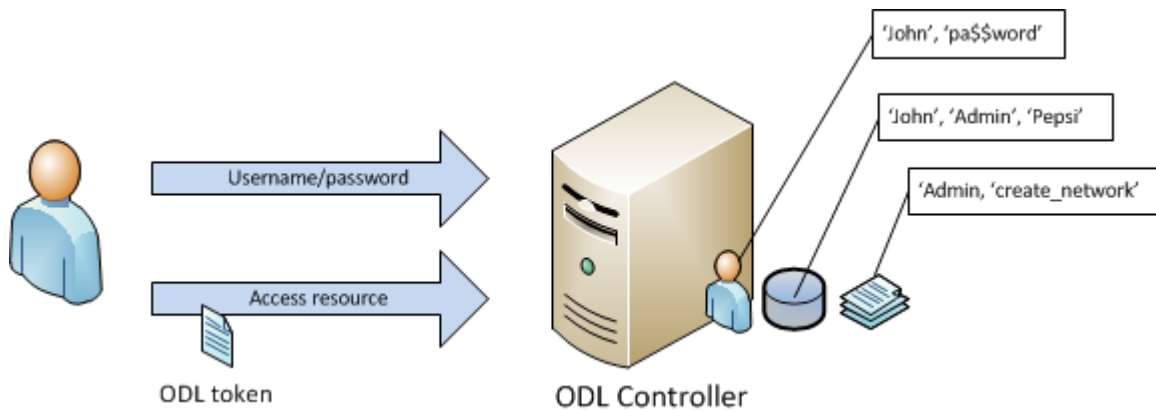 'John', 'pa$$word'
'John', 'Admin', 'Pepsi'
'Admin, 'create_network'
Username/password
Access resource
ODL token
ODL Controller